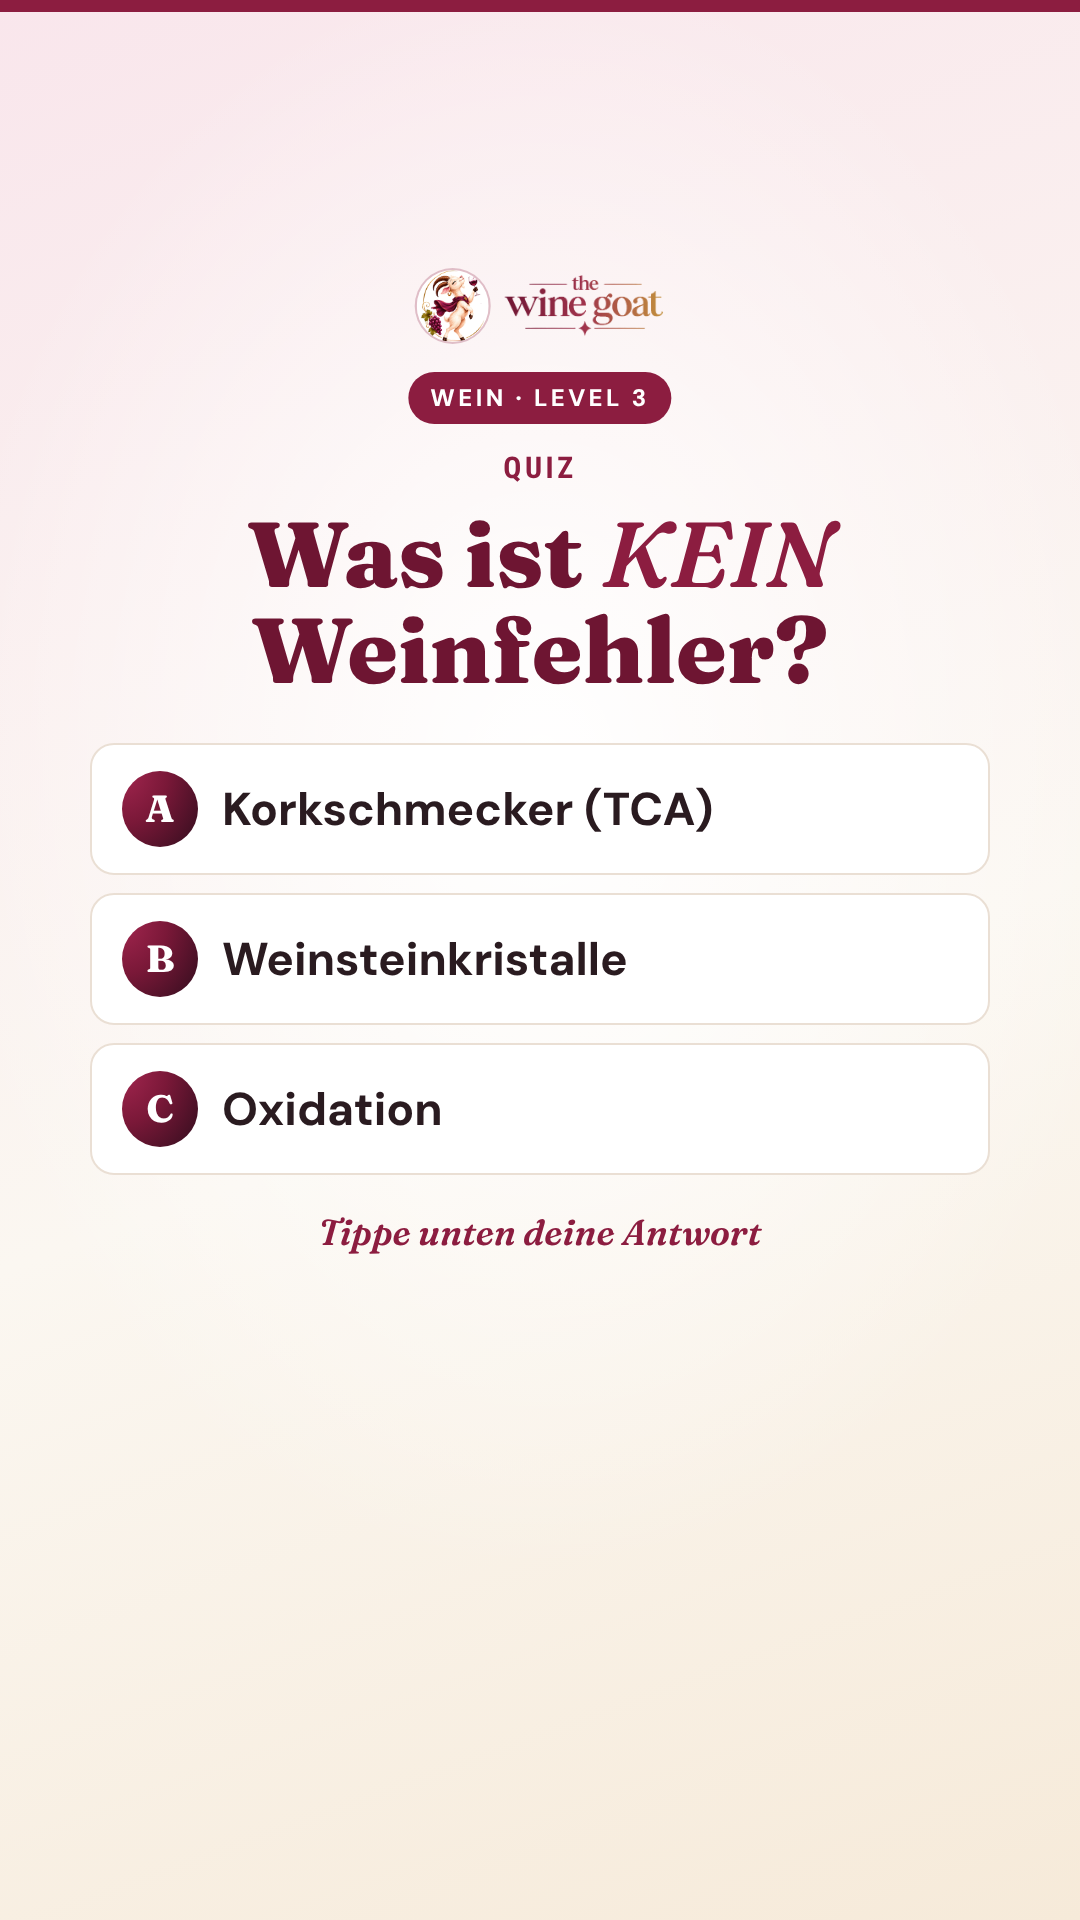 the
wine goat
WEIN · LEVEL 3
QUIZ
Was ist KEIN
Weinfehler?
A Korkschmecker (TCA)
B Weinsteinkristalle
C Oxidation
Tippe unten deine Antwort